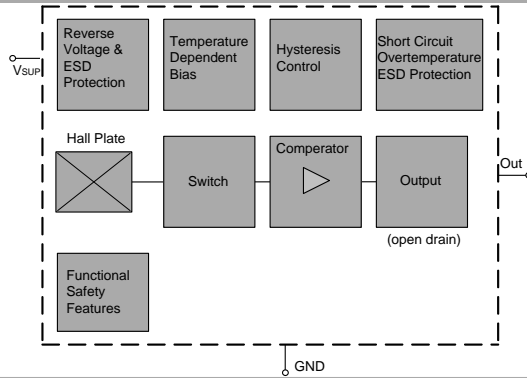 Reverse
Voltage &
ESD
Protection
Temperature
Dependent
Bias
Hysteresis
Control
Short Circuit
Overtemperature
ESD Protection
VSUP
Hall Plate
Switch
Comperator
Output
Out
(open drain)
Functional
Safety
Features
GND